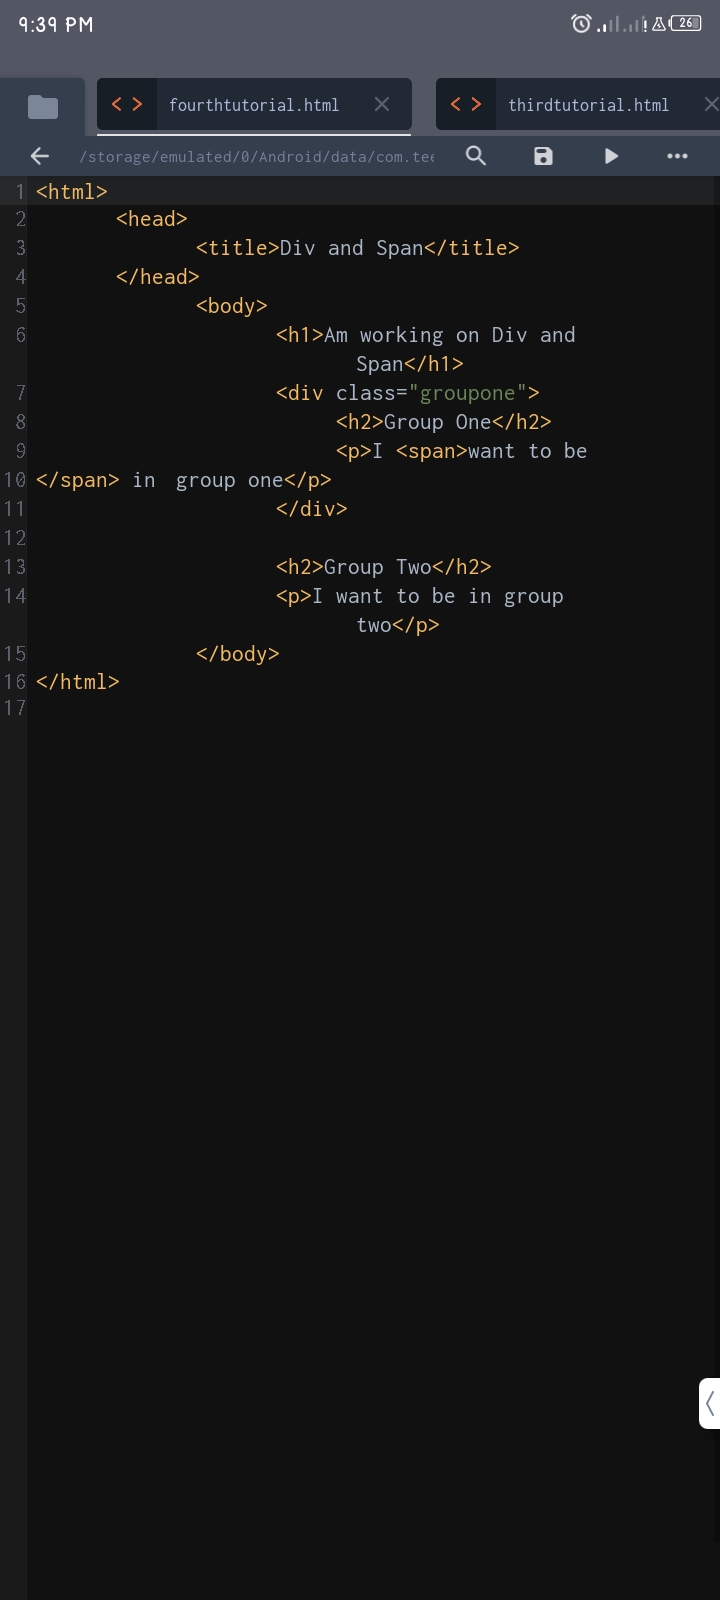 9:39 PM 26
fourthtutorial.html thirdtutorial.html
/storage/emulated/0/Android/data/com.tee
1 <html>
2 <head>
3 <title>Div and Span</title>
4 </head>
5 <body>
6 <h1>Am working on Div and
Span</h1>
7 <div class="groupone">
8 <h2>Group One</h2>
9 <p>I <span>want to be
10 </span> in group one</p>
11 </div>
12
13 <h2>Group Two</h2>
14 <p>I want to be in group
two</p>
15 </body>
16 </html>
17